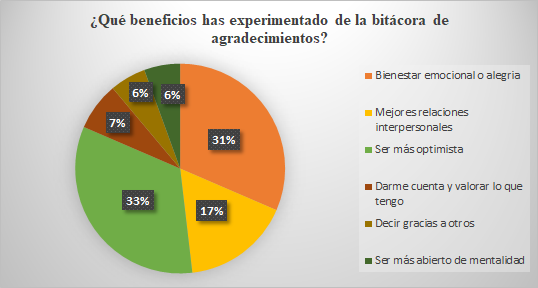 ¿Qué beneficios has experimentado de la bitácora de
agradecimientos?
31%
17%
33%
7%
6%
6%
Bienestar emocional o alegria
Mejores relaciones
interpersonales
Ser más optimista
Darme cuenta y valorar lo que
tengo
Decir gracias a otros
Ser más abierto de mentalidad